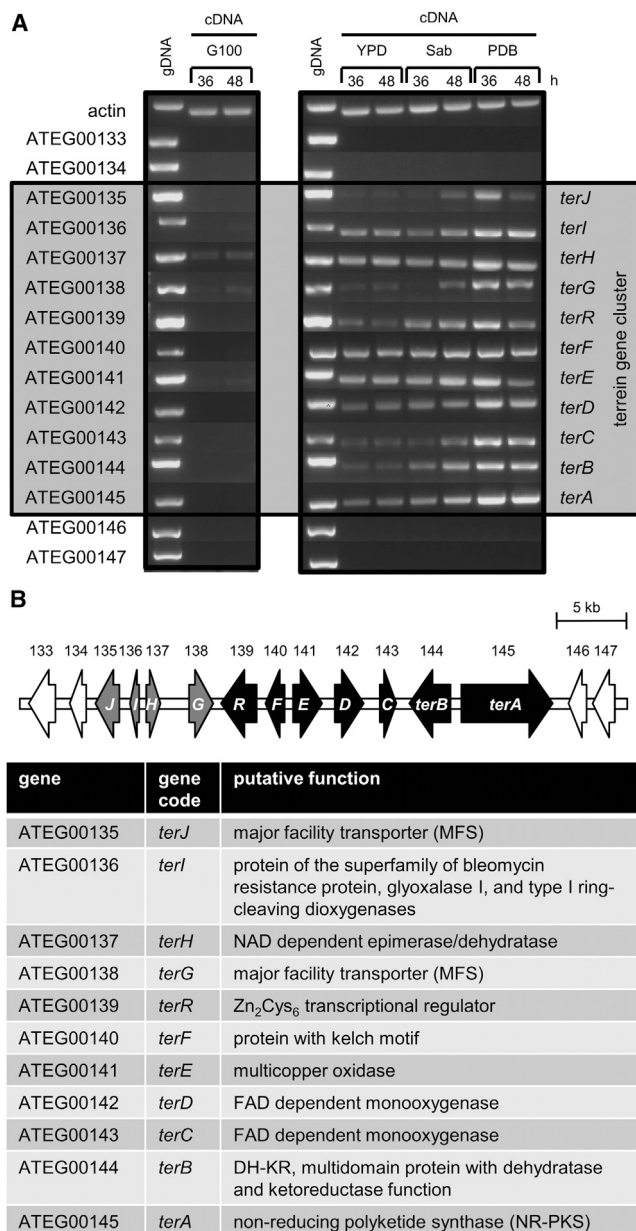 A
cDNA
cDNA
gDNA
G100
gDNA
YPD Sab PDB
36 48
36 48 36 48 36 48 h
actin
ATEG00133
ATEG00134
ATEG00135 terJ
ATEG00136 terI
ATEG00137 terH
ATEG00138 terG
ATEG00139 terR
ATEG00140 terF
ATEG00141 terE
ATEG00142 terD
ATEG00143 terC
ATEG00144 terB
ATEG00145 terA
terrein gene cluster
ATEG00146
ATEG00147
B
5 kb
133 134 135 136 137 138 139 140 141 142 143 144 145 146 147
J I H G R F E D C terB terA
gene gene code putative function
ATEG00135 terJ major facility transporter (MFS)
ATEG00136 terI protein of the superfamily of bleomycin
resistance protein, glyoxalase I, and type I ring-
cleaving dioxygenases
ATEG00137 terH NAD dependent epimerase/dehydratase
ATEG00138 terG major facility transporter (MFS)
ATEG00139 terR Zn₂Cys₆ transcriptional regulator
ATEG00140 terF protein with kelch motif
ATEG00141 terE multicopper oxidase
ATEG00142 terD FAD dependent monooxygenase
ATEG00143 terC FAD dependent monooxygenase
ATEG00144 terB DH-KR, multidomain protein with dehydratase
and ketoreductase function
ATEG00145 terA non-reducing polyketide synthase (NR-PKS)